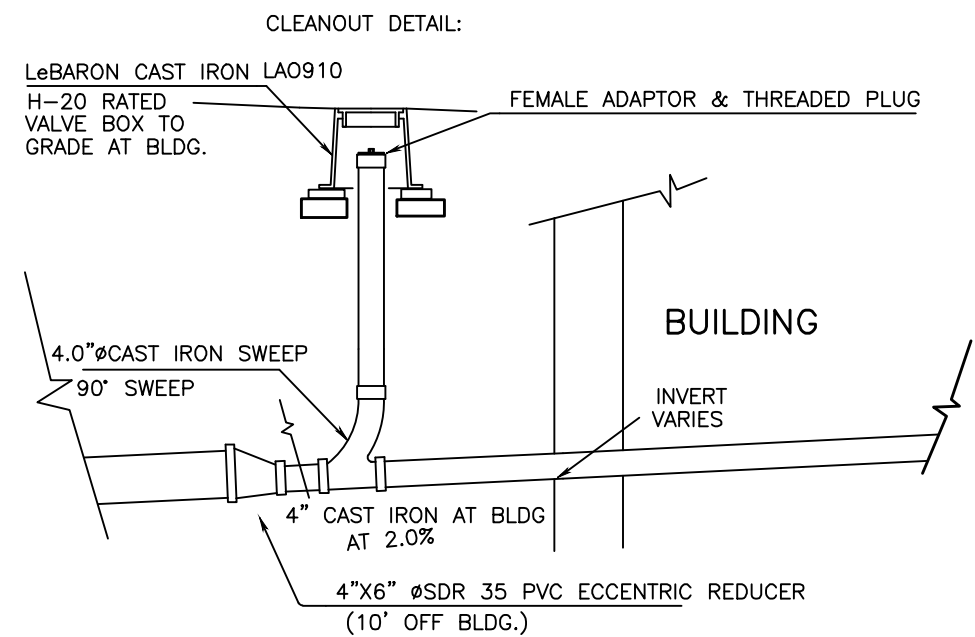 CLEANOUT DETAIL:
LeBARON CAST IRON LA0910
H-20 RATED
VALVE BOX TO
GRADE AT BLDG.
FEMALE ADAPTOR & THREADED PLUG
BUILDING
4.0"øCAST IRON SWEEP
90° SWEEP
INVERT
VARIES
4" CAST IRON AT BLDG
AT 2.0%
4"X6" øSDR 35 PVC ECCENTRIC REDUCER
(10' OFF BLDG.)